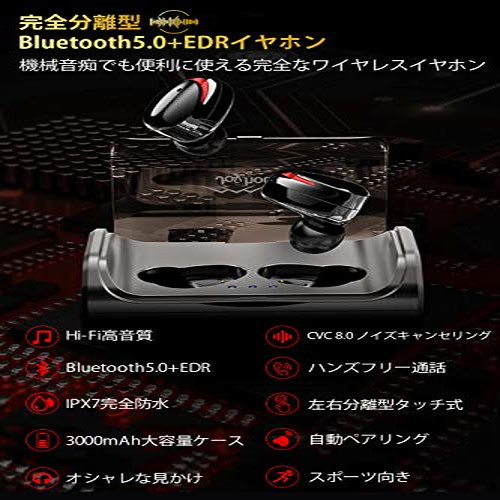 完全分離型
Bluetooth5.0+EDRイヤホン
機械音痴でも便利に使える完全なワイヤレスイヤホン
Hi-Fi高音質
CVC 8.0 ノイズキャンセリング
Bluetooth5.0+EDR
ハンズフリー通話
IPX7完全防水
左右分離型タッチ式
3000mAh大容量ケース
自動ペアリング
オシャレな見かけ
スポーツ向き